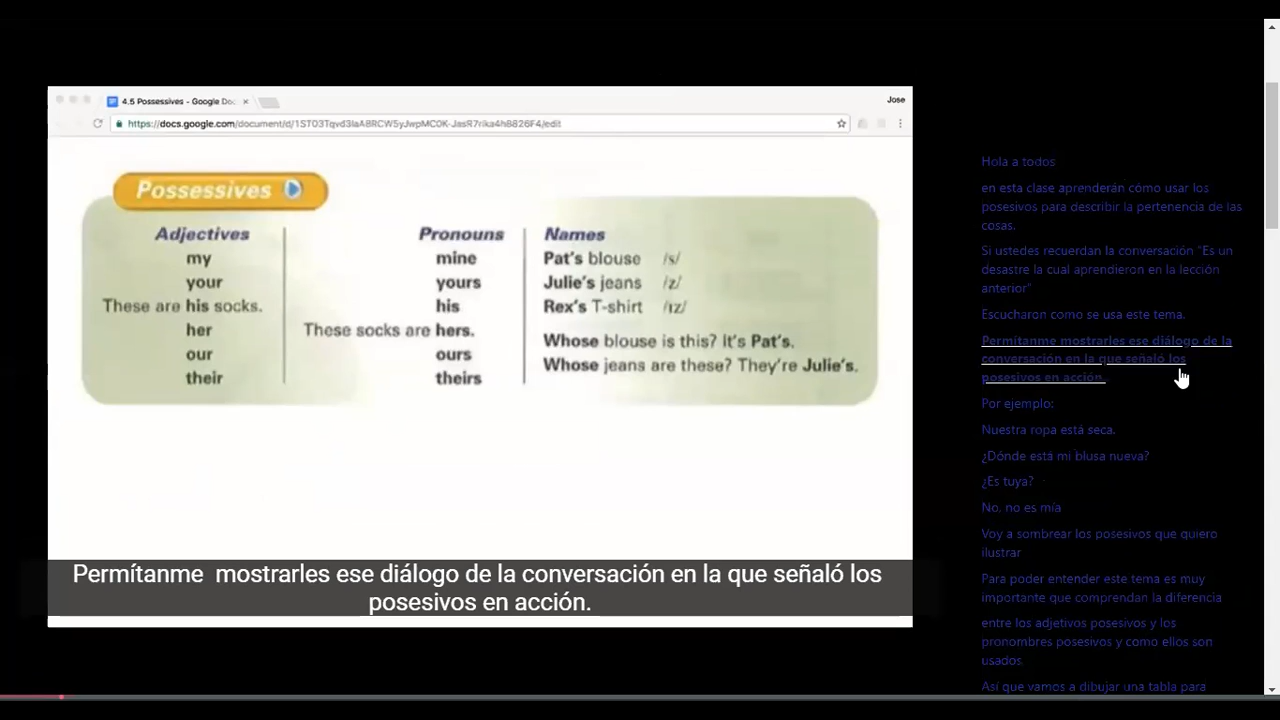 4.5 Possessives - Google Doc
Jose
Possessives
Adjectives
my
your
These are his socks.
her
our
their
Pronouns
mine
yours
his
These socks are hers.
ours
theirs
Names
Pat's blouse /s/
Julie's jeans /z/
Rex's T-shirt /ɪz/
Whose blouse is this? It's Pat's.
Whose jeans are these? They're Julie's.
Permítanme mostrarles ese diálogo de la conversación en la que señaló los
posesivos en acción.
Hola a todos
en esta clase aprenderán cómo usar los
posesivos para describir la pertenencia de las
cosas.
Si ustedes recuerdan la conversación "Es un
desastre la cual aprendieron en la lección
anterior"
Escucharon como se usa este tema.
Permítanme mostrarles ese diálogo de la
conversación en la que señaló los
posesivos en acción.
Por ejemplo:
Nuestra ropa está seca.
¿Dónde está mi blusa nueva?
¿Es tuya?
No, no es mía
Voy a sombrear los posesivos que quiero
ilustrar
Para poder entender este tema es muy
importante que comprendan la diferencia
entre los adjetivos posesivos y los
pronombres posesivos y como ellos son
usados
Así que vamos a dibujar una tabla para